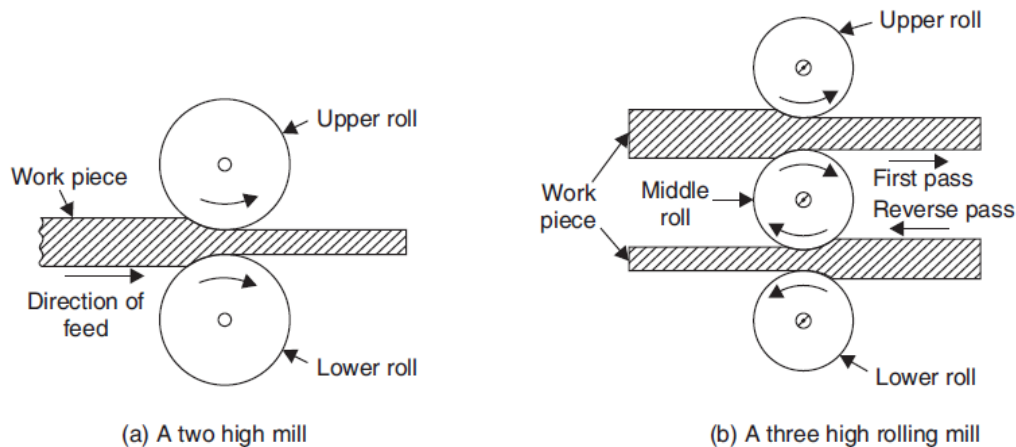 Upper roll
Work piece
Direction of
feed
Lower roll
(a) A two high mill
Upper roll
Work
piece
Middle
roll
First pass
Reverse pass
Lower roll
(b) A three high rolling mill